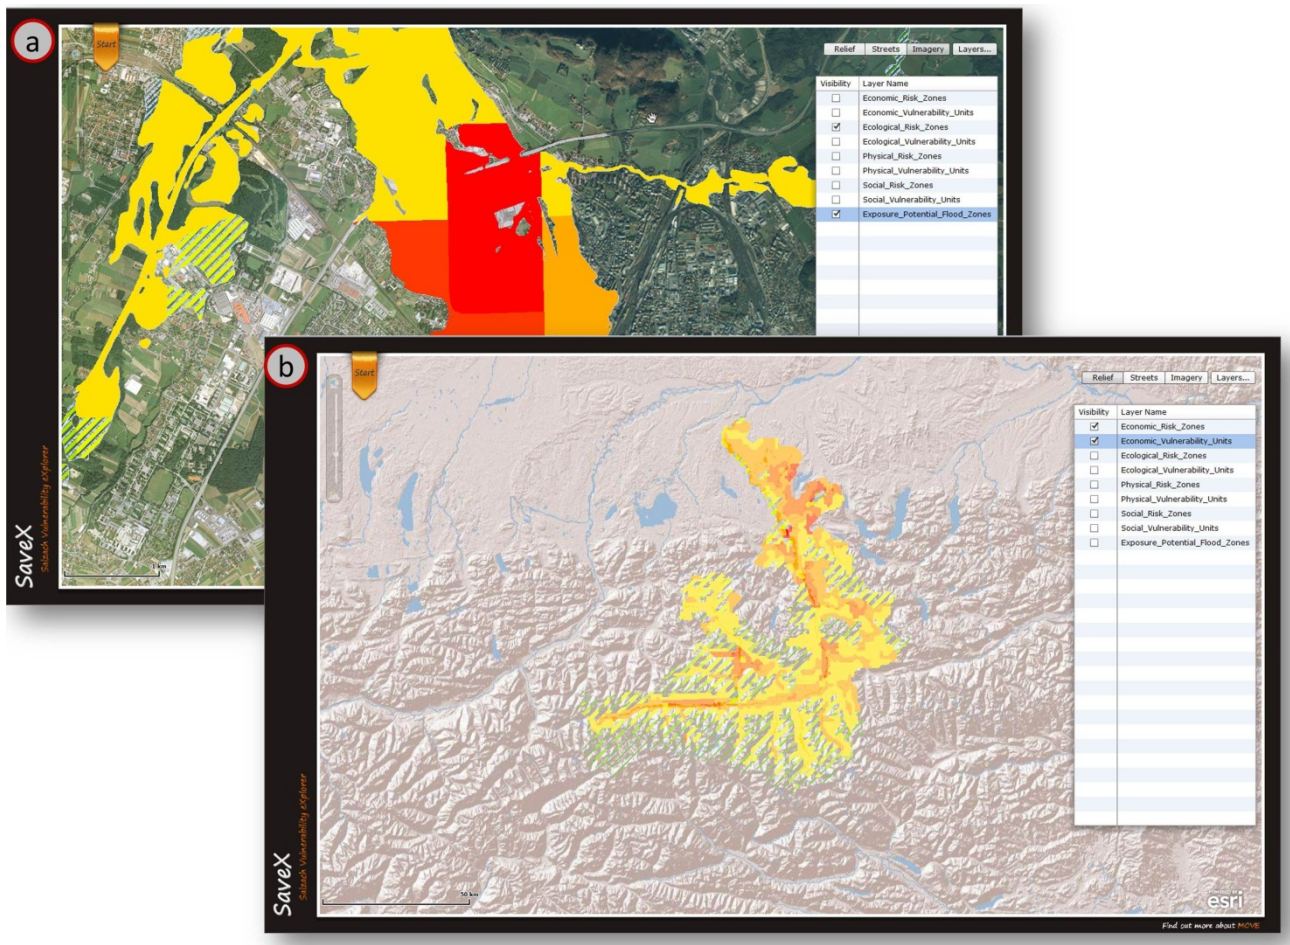 a
Start
Relief Streets Imagery Layers...
Visibility Layer Name
Economic_Risk_Zones
Economic_Vulnerability_Units
Ecological_Risk_Zones
Ecological_Vulnerability_Units
Physical_Risk_Zones
Physical_Vulnerability_Units
Social_Risk_Zones
Social_Vulnerability_Units
Exposure_Potential_Flood_Zones
1 km
SaveX
Salzach Vulnerability eXplorer
b
Start
Relief Streets Imagery Layers...
Visibility Layer Name
Economic_Risk_Zones
Economic_Vulnerability_Units
Ecological_Risk_Zones
Ecological_Vulnerability_Units
Physical_Risk_Zones
Physical_Vulnerability_Units
Social_Risk_Zones
Social_Vulnerability_Units
Exposure_Potential_Flood_Zones
SaveX
Salzach Vulnerability eXplorer
esri
Find out more about MOVE